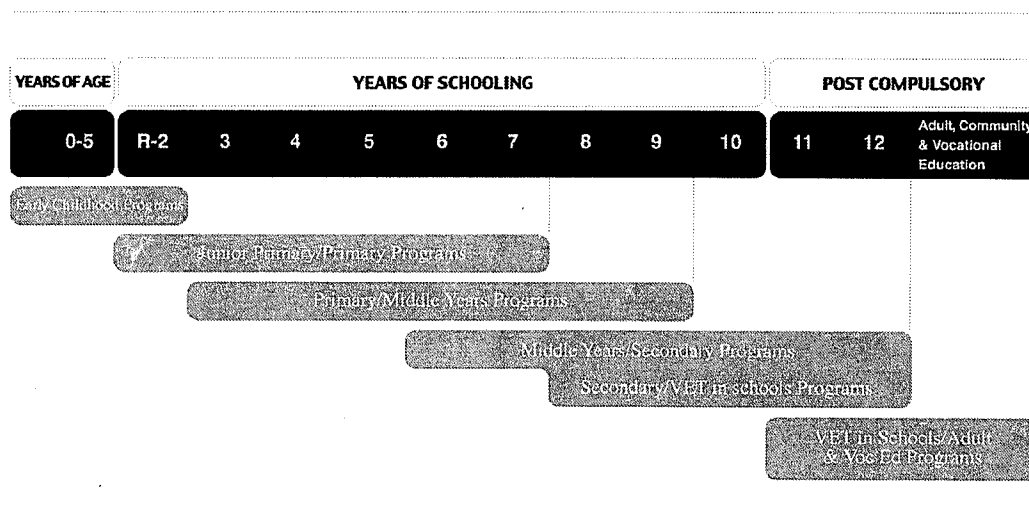 YEARS OF AGE
YEARS OF SCHOOLING
POST COMPULSORY
0-5
R-2
3
4
5
6
7
8
9
10
11
12
Adult, Community
& Vocational
Education
Early Childhood Programs
Junior Primary/Primary Programs
Primary/Middle Years Programs
Middle Years/Secondary Programs
Secondary/VET in schools Programs
VET in Schools/Adult
& Voc Ed Programs